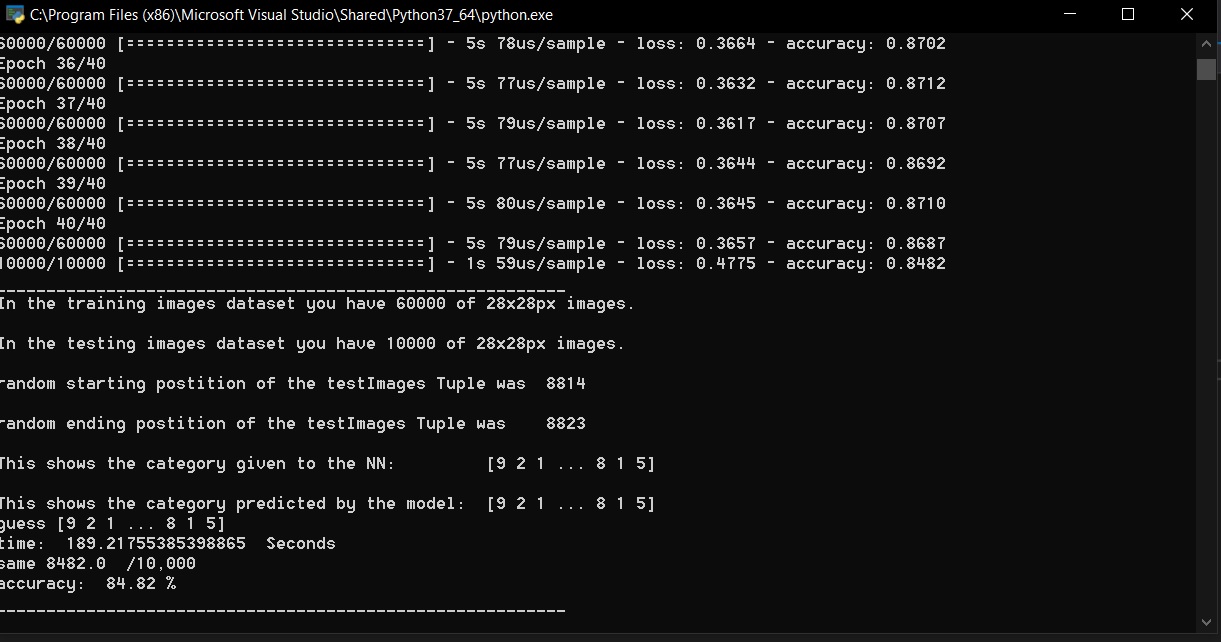 C:\Program Files (x86)\Microsoft Visual Studio\Shared\Python37_64\python.exe
60000/60000 [==============================] - 5s 78us/sample - loss: 0.3664 - accuracy: 0.8702
Epoch 36/40
60000/60000 [==============================] - 5s 77us/sample - loss: 0.3632 - accuracy: 0.8712
Epoch 37/40
60000/60000 [==============================] - 5s 79us/sample - loss: 0.3617 - accuracy: 0.8707
Epoch 38/40
60000/60000 [==============================] - 5s 77us/sample - loss: 0.3644 - accuracy: 0.8692
Epoch 39/40
60000/60000 [==============================] - 5s 80us/sample - loss: 0.3645 - accuracy: 0.8710
Epoch 40/40
60000/60000 [==============================] - 5s 79us/sample - loss: 0.3657 - accuracy: 0.8687
10000/10000 [==============================] - 1s 59us/sample - loss: 0.4775 - accuracy: 0.8482
_________________________________________________________
In the training images dataset you have 60000 of 28x28px images.
In the testing images dataset you have 10000 of 28x28px images.
random starting postition of the testImages Tuple was  8814
random ending postition of the testImages Tuple was    8823
This shows the category given to the NN:         [9 2 1 ... 8 1 5]
This shows the category predicted by the model:  [9 2 1 ... 8 1 5]
guess [9 2 1 ... 8 1 5]
time:  189.21755385398865  Seconds
same 8482.0  /10,000
accuracy:  84.82 %
_________________________________________________________